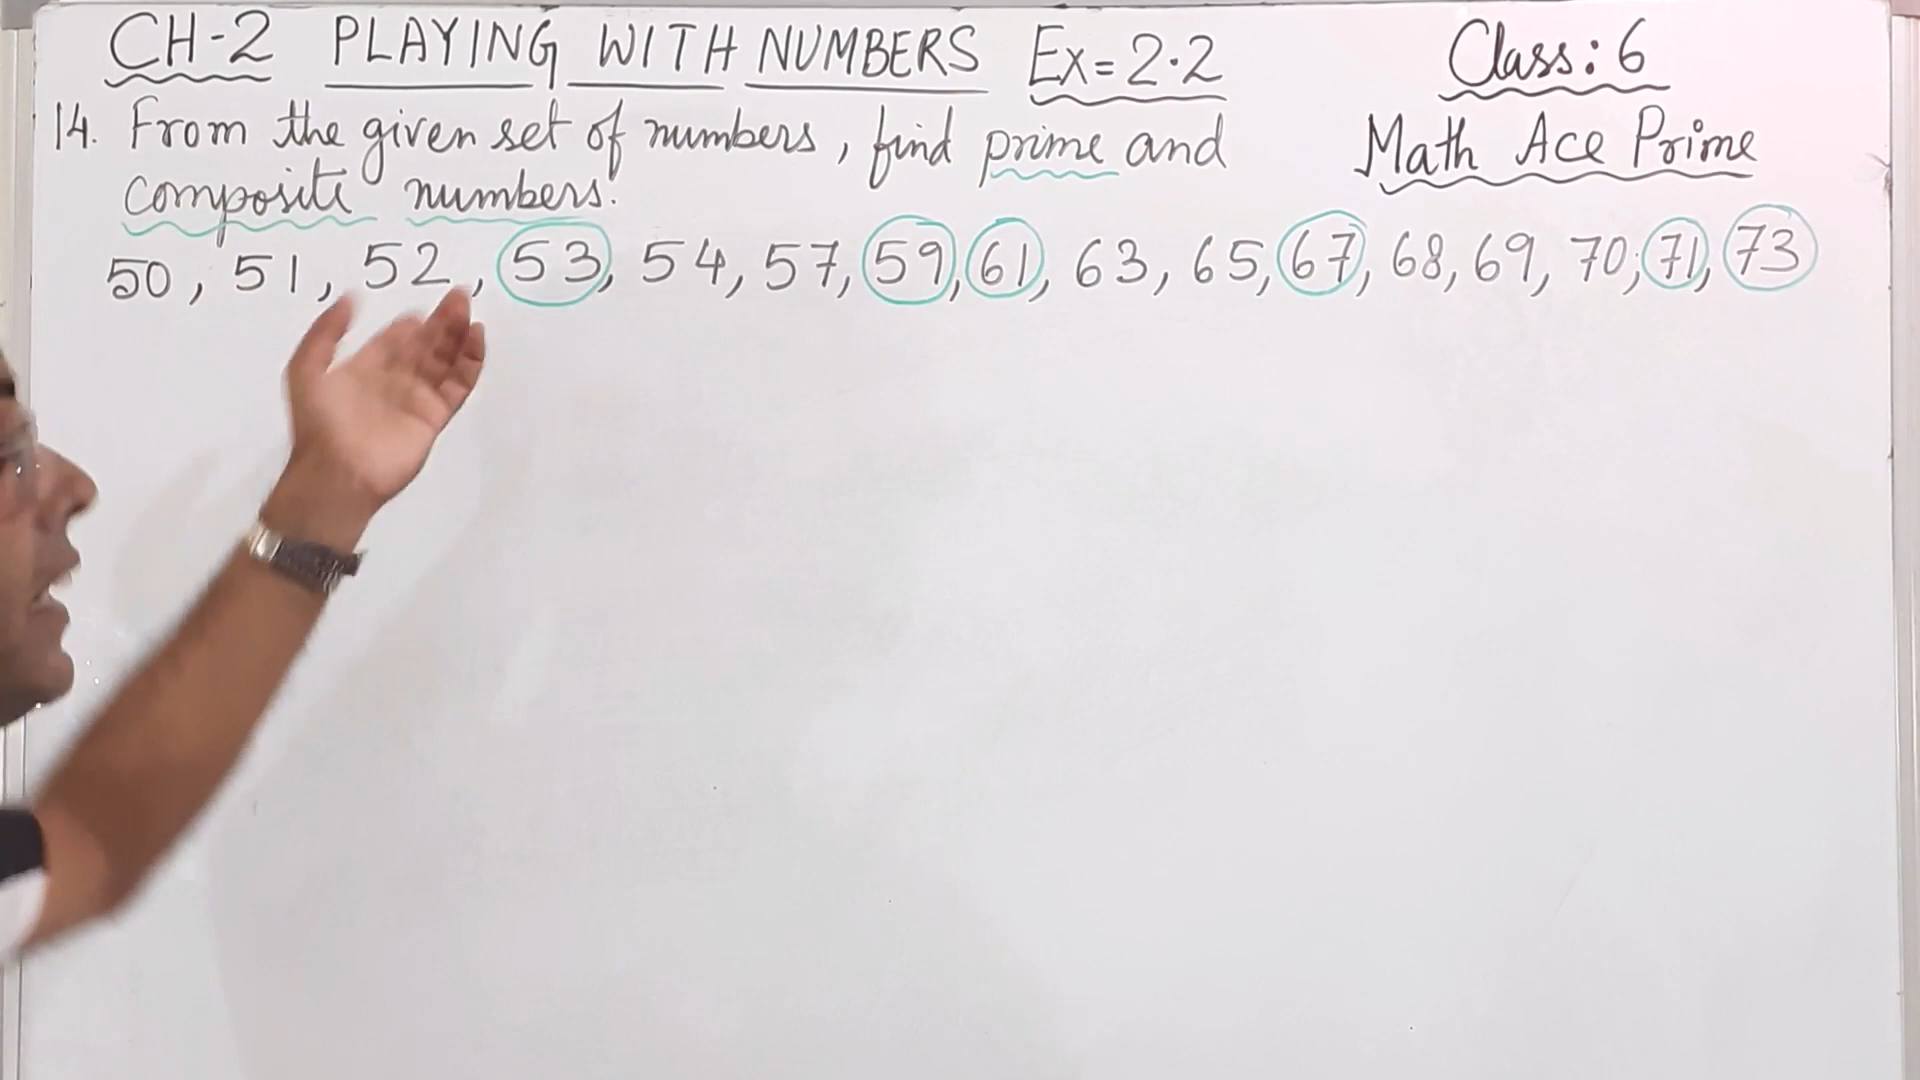 CH-2 PLAYING WITH NUMBERS Ex=2.2 Class: 6
14. From the given set of numbers, find prime and Math Ace Prime
composite numbers.
50, 51, 52, 53, 54, 57, 59, 61, 63, 65, 67, 68, 69, 70, 71, 73